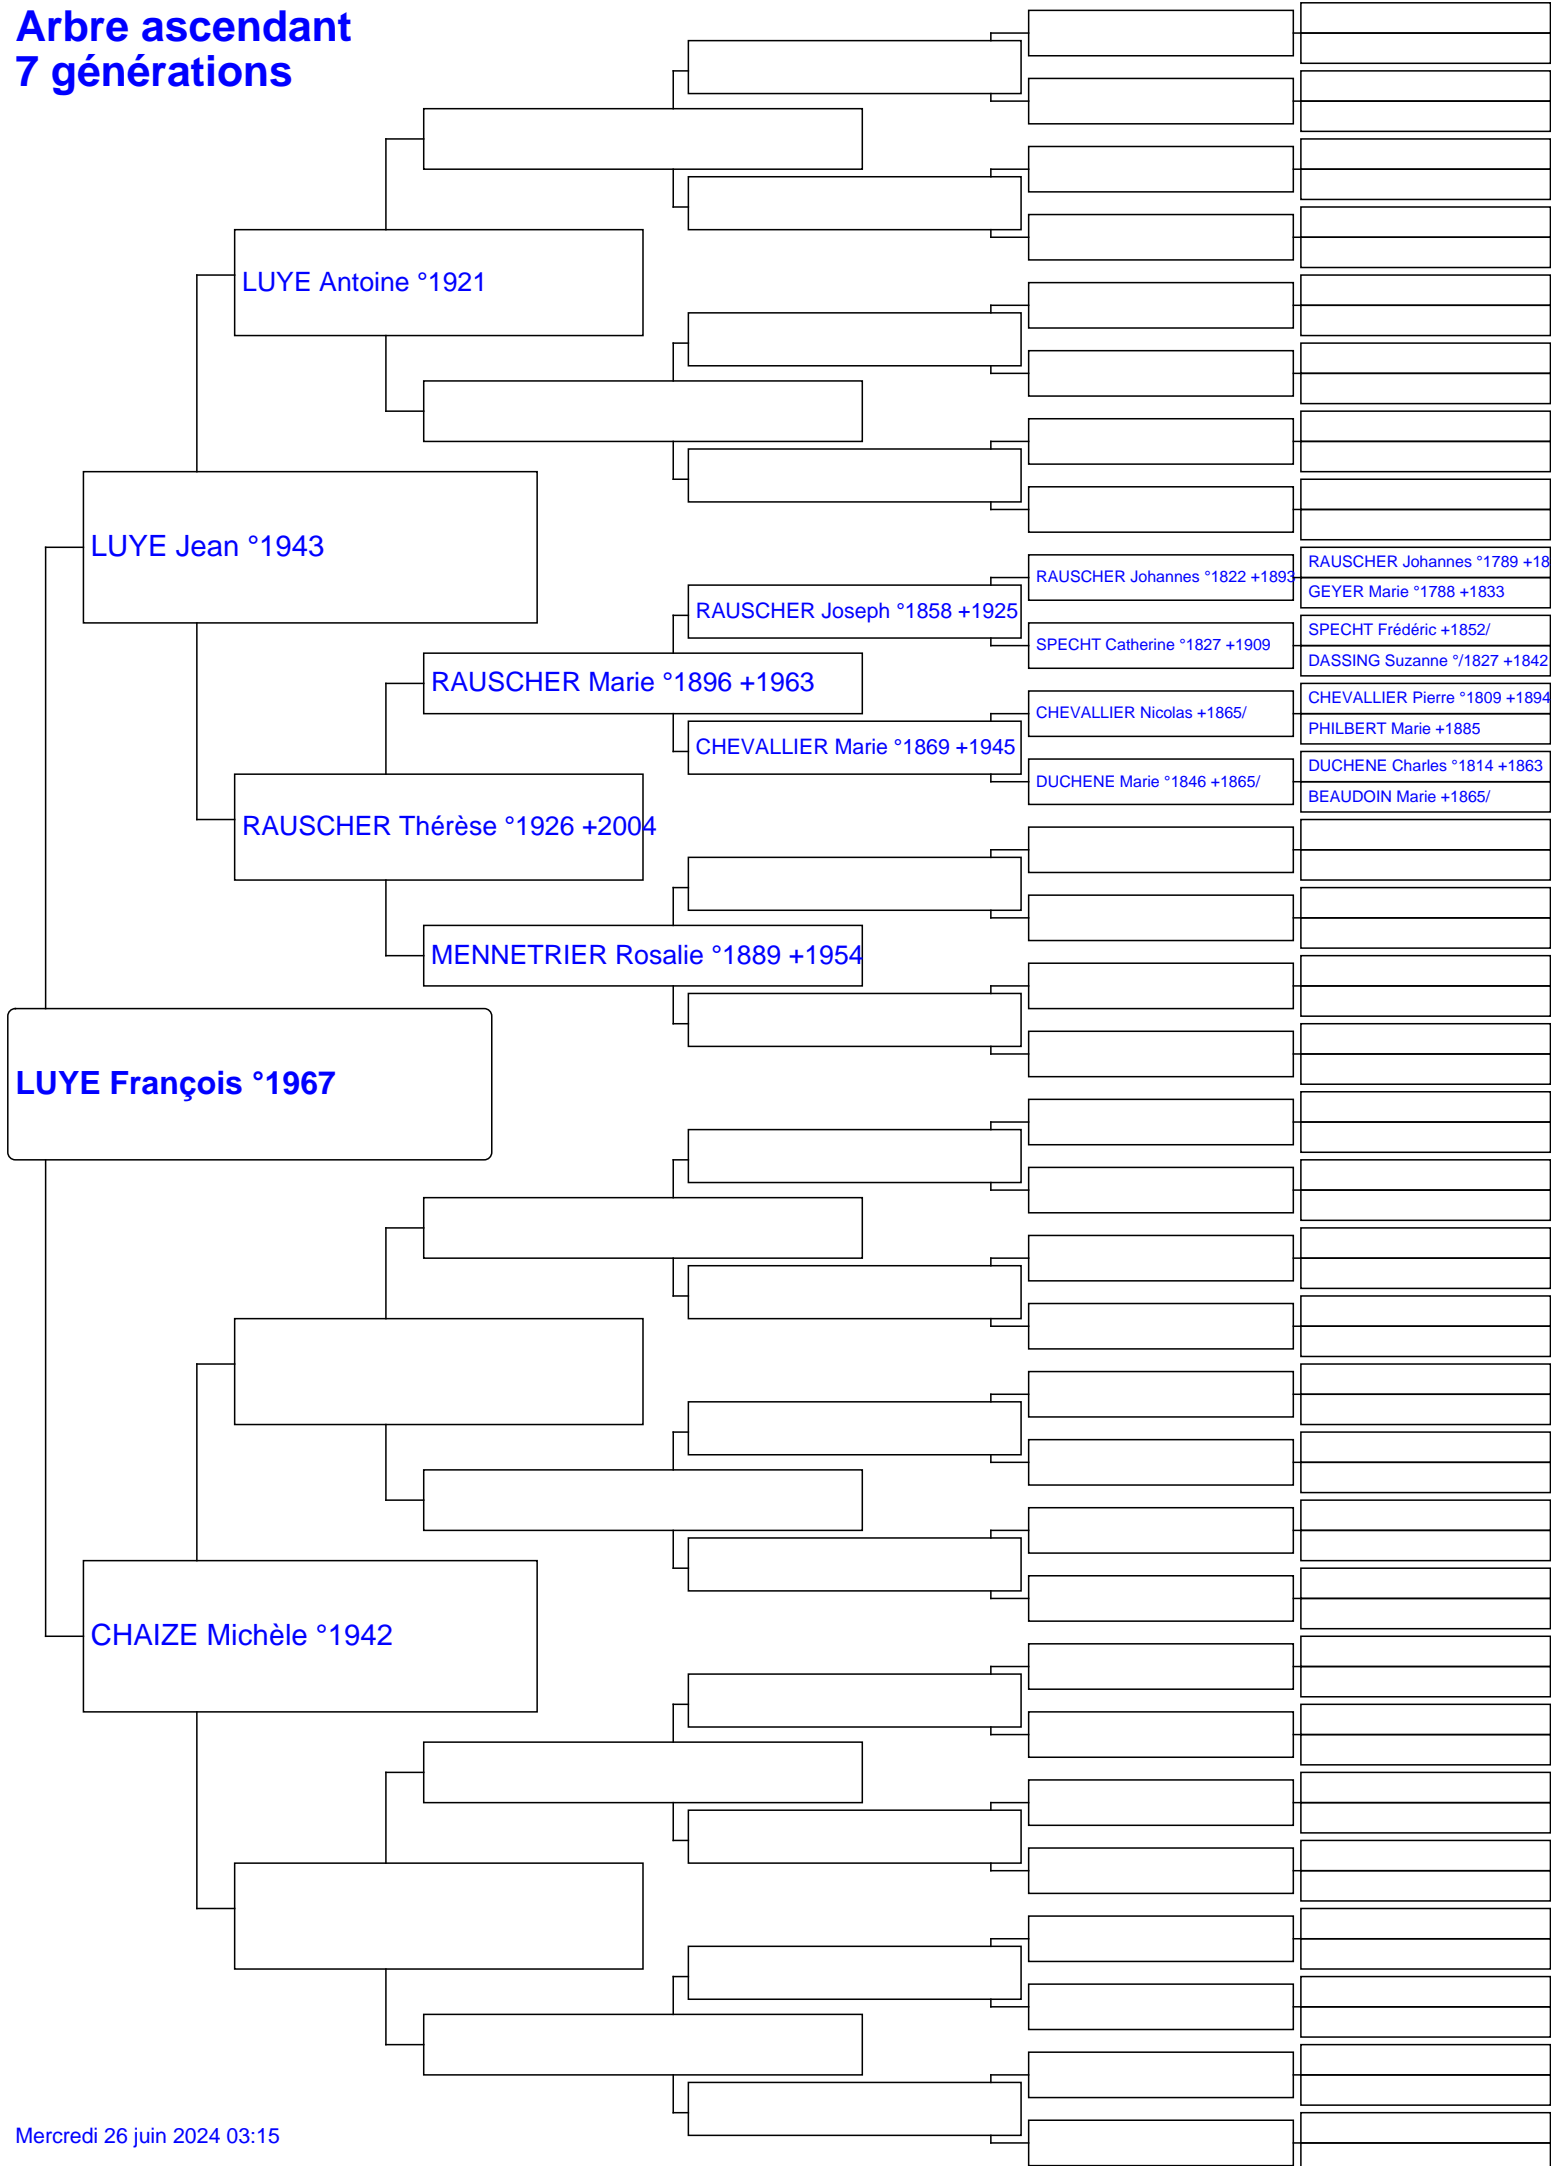 Arbre ascendant
7 générations
LUYE Antoine °1921
LUYE Jean °1943
RAUSCHER Johannes °1789 +18
RAUSCHER Johannes °1822 +1893
GEYER Marie °1788 +1833
RAUSCHER Joseph °1858 +1925
SPECHT Frédéric +1852/
SPECHT Catherine °1827 +1909
DASSING Suzanne °/1827 +1842
RAUSCHER Marie °1896 +1963
CHEVALLIER Pierre °1809 +1894
CHEVALLIER Nicolas +1865/
PHILBERT Marie +1885
CHEVALLIER Marie °1869 +1945
DUCHENE Charles °1814 +1863
DUCHENE Marie °1846 +1865/
BEAUDOIN Marie +1865/
RAUSCHER Thérèse °1926 +2004
MENNETRIER Rosalie °1889 +1954
LUYE François °1967
CHAIZE Michèle °1942
Mercredi 26 juin 2024 03:15